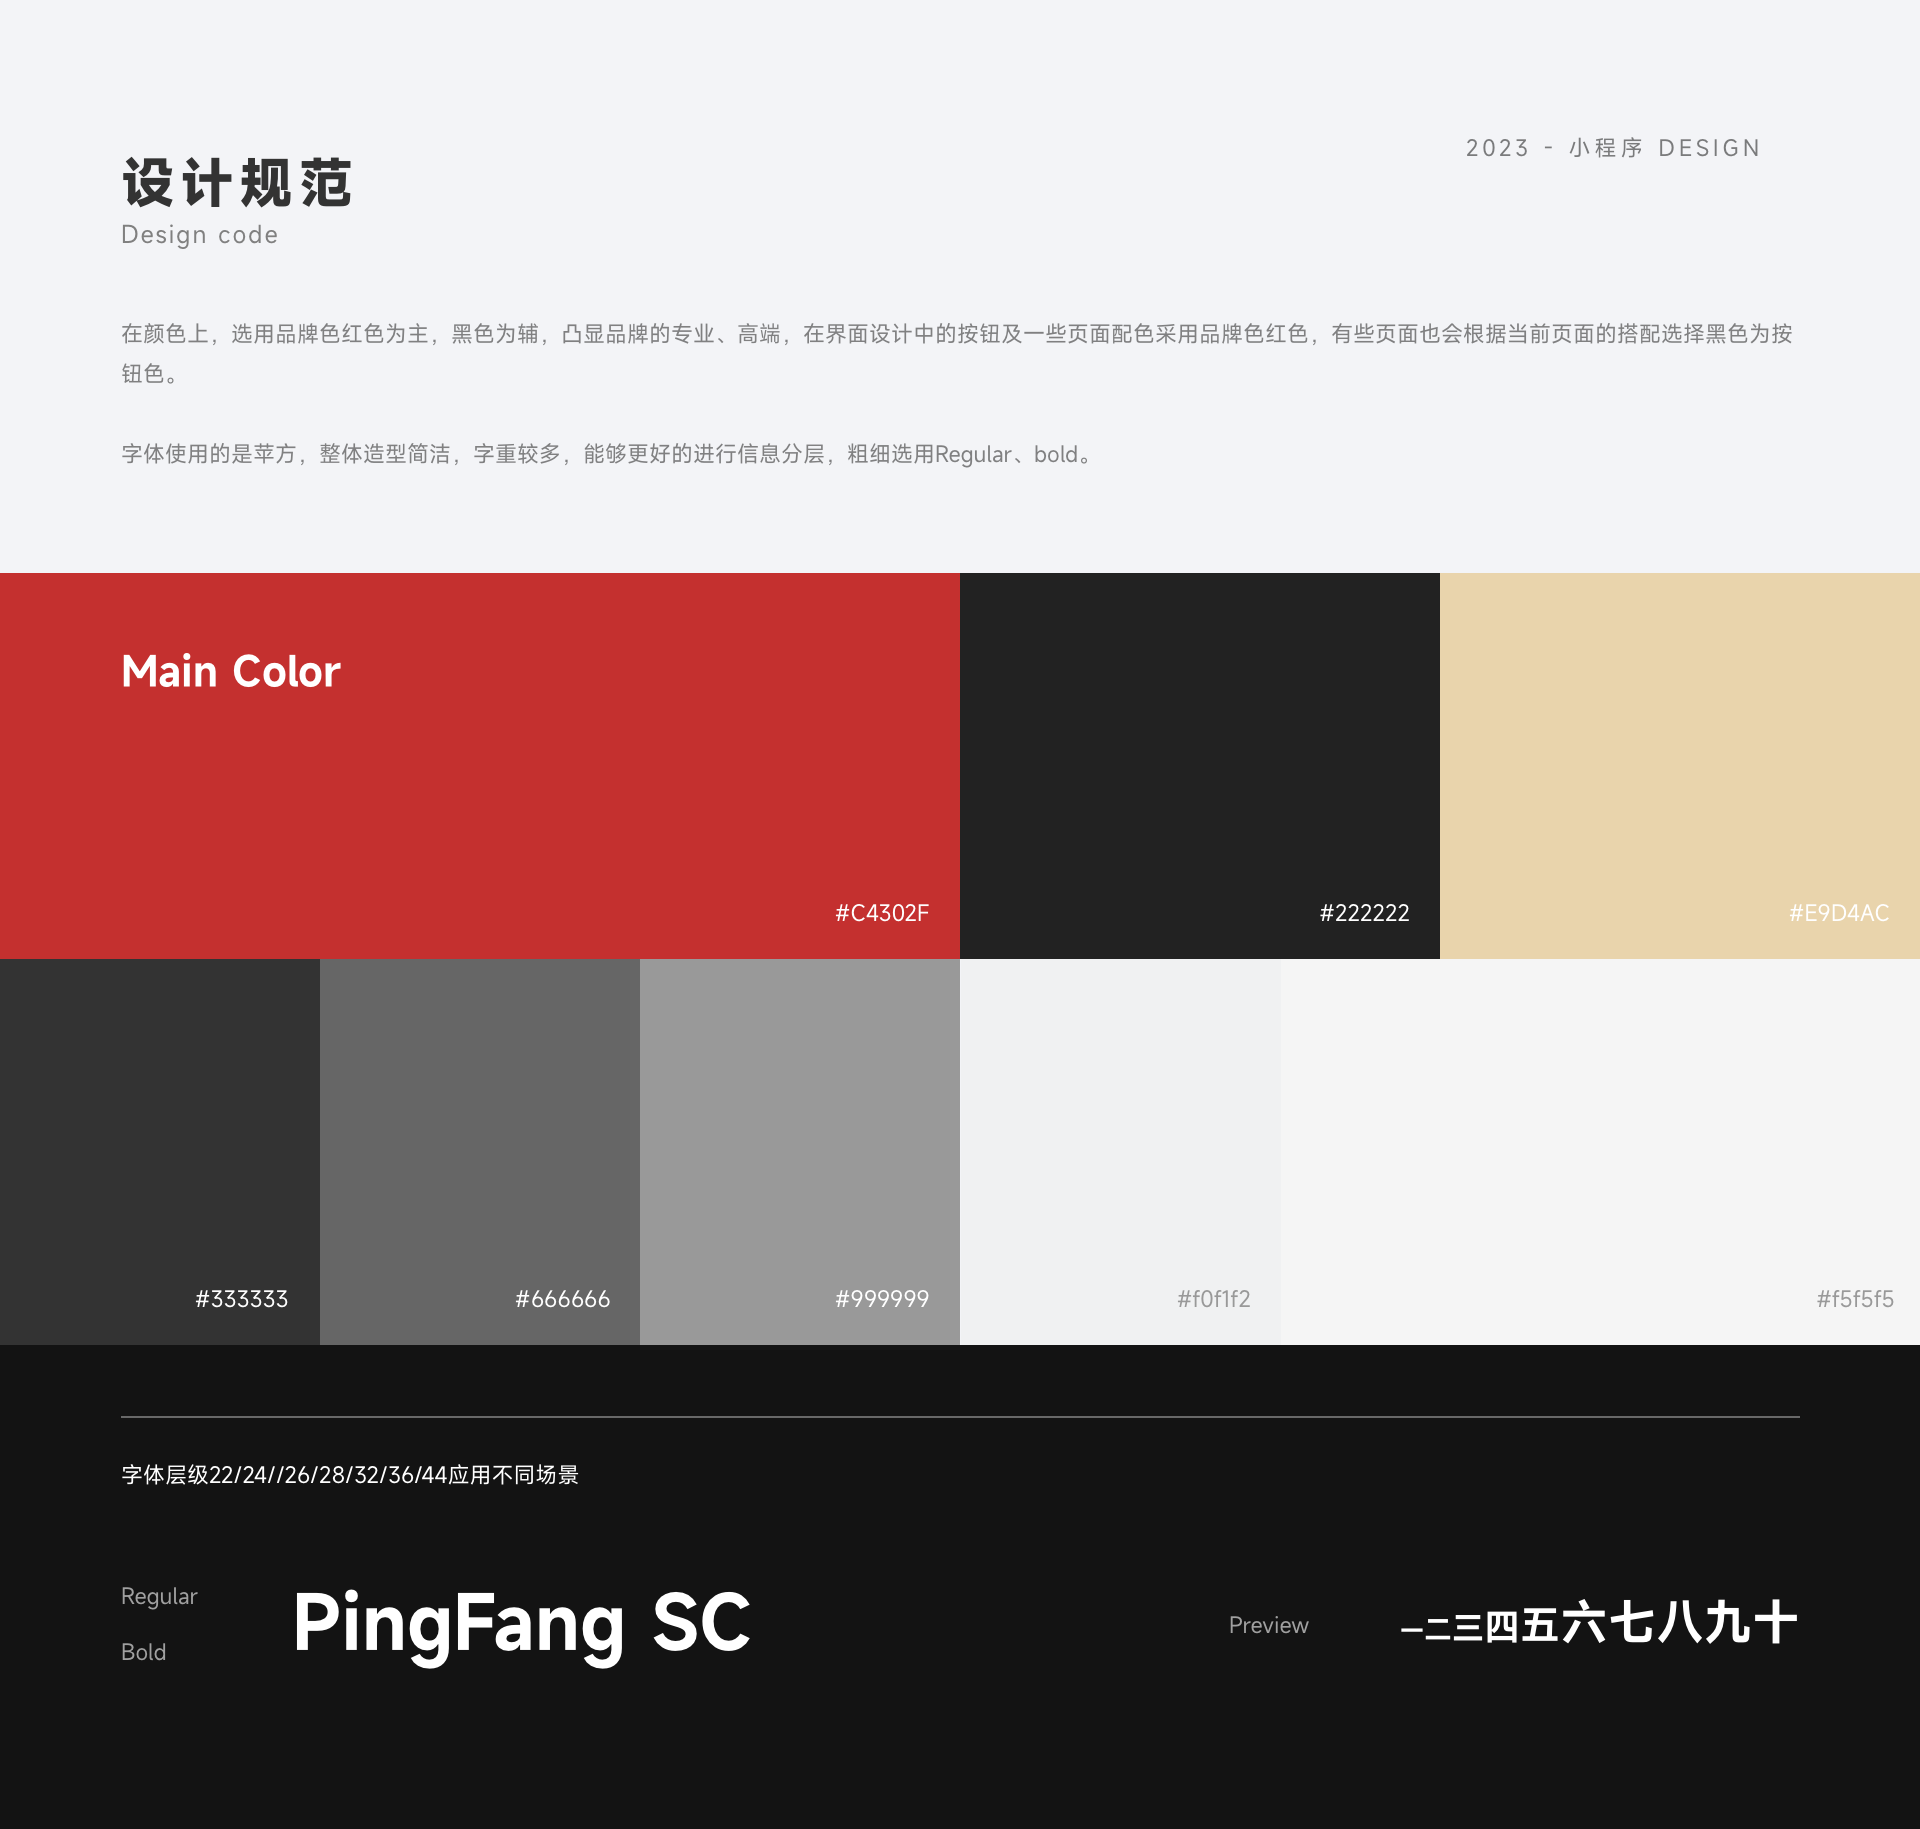 2023 - 小程序 DESIGN
设计规范
Design code
在颜色上，选用品牌色红色为主，黑色为辅，凸显品牌的专业、高端，在界面设计中的按钮及一些页面配色采用品牌色红色，有些页面也会根据当前页面的搭配选择黑色为按
钮色。
字体使用的是苹方，整体造型简洁，字重较多，能够更好的进行信息分层，粗细选用Regular、bold。
Main Color
#C4302F
#222222
#E9D4AC
#333333
#666666
#999999
#f0f1f2
#f5f5f5
字体层级22/24//26/28/32/36/44应用不同场景
Regular
Bold
PingFang SC
Preview
一二三四五六七八九十